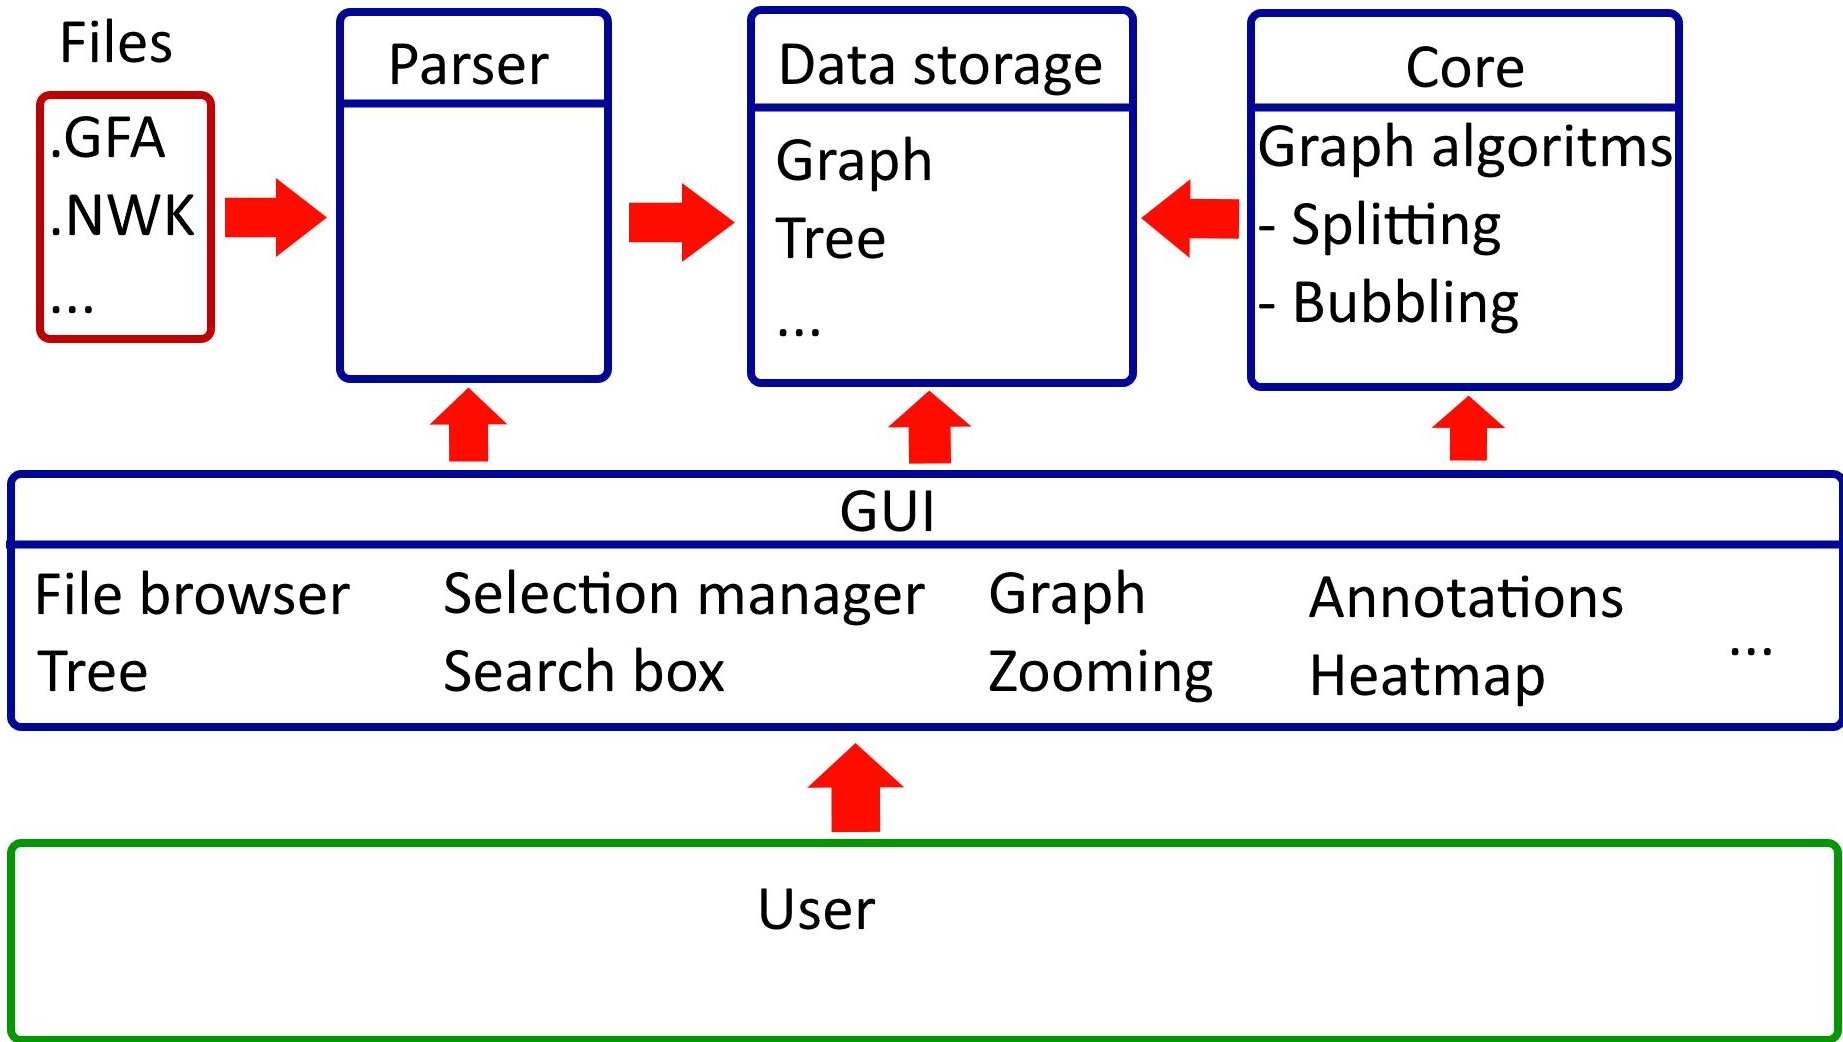 Files
.GFA
.NWK
...
Parser
Data storage
Graph
Tree
...
Core
Graph algoritms
- Splitting
- Bubbling
GUI
File browser
Tree
Selection manager
Search box
Graph
Zooming
Annotations
Heatmap
...
User